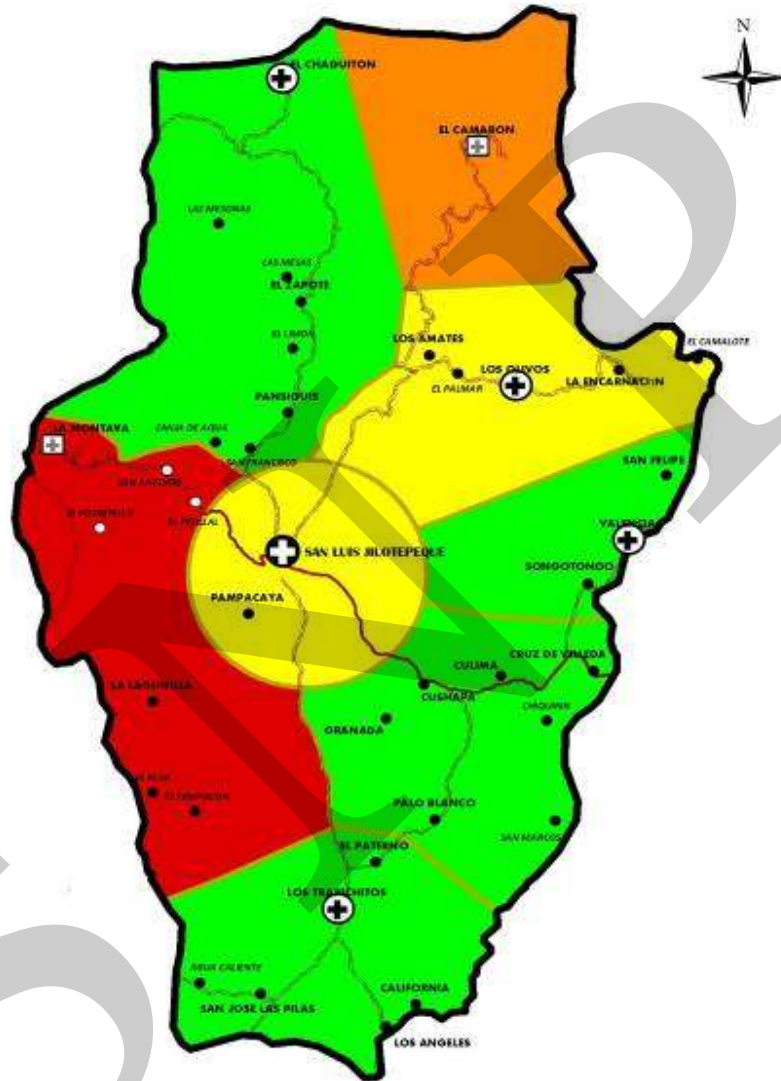 N
EL CHAGUITON
EL CAMARON
LAS MESONAS
LAS MESAS
EL ZAPOTE
EL LIMON
LOS AMATES
EL CAMALOTE
LOS OLIVOS
EL PALMAR
LA ENCARNACION
PANSIGUIS
LA MONTAÑA
ZANJA DE AGUA
SAN FRANCISCO
SAN ANTONIO
SAN FELIPE
VALENCIA
SAN LUIS JILOTEPEQUE
SONGOTONGO
PAMPACAYA
CULIMA
CRUZ DE VILLEDA
LA LAGUNILLA
CUSHAPA
GRANADA
PALO BLANCO
SAN MARCOS
EL PATERNO
LOS TRANCHITOS
AGUA CALIENTE
CALIFORNIA
SAN JOSE LAS PILAS
LOS ANGELES